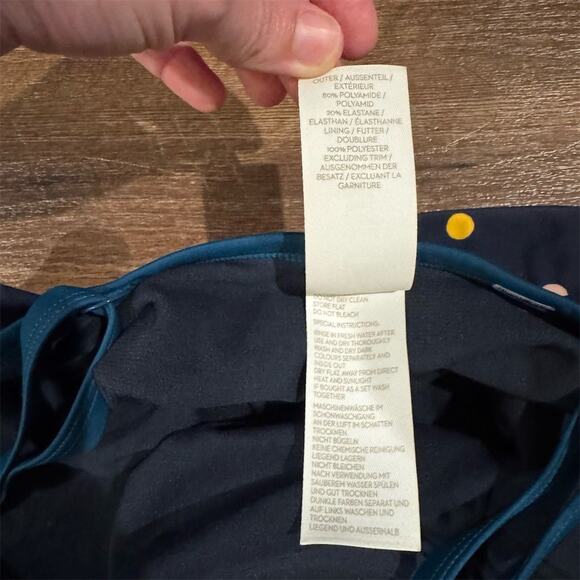 OUTER / AUSSENTEIL /
EXTÉRIEUR
80% POLYAMIDE /
POLYAMID
20% ELASTANE /
ELASTHAN / ÉLASTHANNE
LINING / FUTTER /
DOUBLURE
100% POLYESTER
EXCLUDING TRIM /
AUSGENOMMEN DER
BESATZ / EXCLUANT LA
GARNITURE
DO NOT DRY CLEAN
STORE FLAT
DO NOT BLEACH
SPECIAL INSTRUCTIONS:
RINSE IN FRESH WATER AFTER
USE AND DRY THOROUGHLY
WASH AND DRY DARK
COLOURS SEPARATELY AND
INSIDE OUT
DRY FLAT AWAY FROM DIRECT
HEAT AND SUNLIGHT
IF BOUGHT AS A SET WASH
TOGETHER
MASCHINENWÄSCHE IM
SCHONWASCHGANG
AN DER LUFT IM SCHATTEN
TROCKNEN
NICHT BÜGELN
KEINE CHEMISCHE REINIGUNG
LIEGEND LAGERN
NICHT BLEICHEN
NACH VERWENDUNG MIT
SAUBEREM WASSER SPÜLEN
UND GUT TROCKNEN
DUNKLE FARBEN SEPARAT UND
AUF LINKS WASCHEN UND
TROCKNEN
LIEGEND UND AUSSERHALB